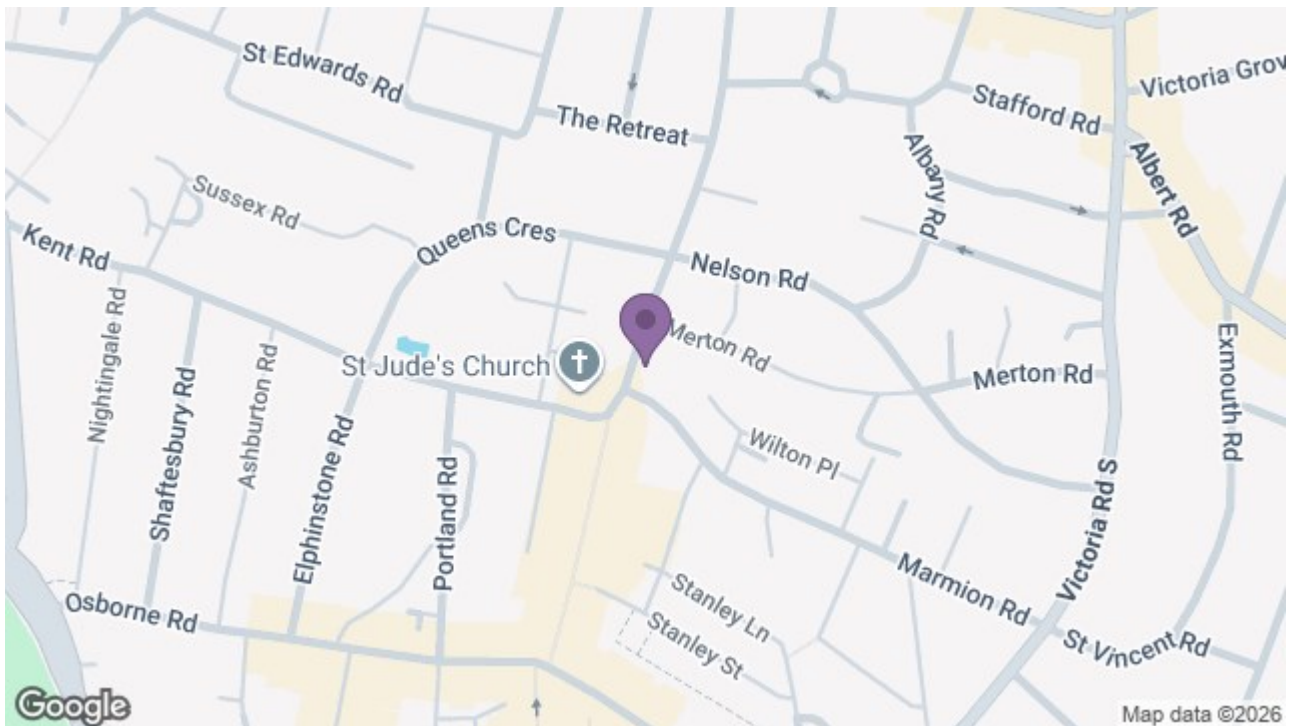 St Edwards Rd
The Retreat
Stafford Rd
Victoria Grov
Albert Rd
Albany Rd
Sussex Rd
Queens Cres
Kent Rd
Nelson Rd
Nightingale Rd
Merton Rd
St Jude's Church
Merton Rd
Exmouth Rd
Shaftesbury Rd
Ashburton Rd
Elphinstone Rd
Portland Rd
Wilton Pl
Victoria Rd S
Marmion Rd
Osborne Rd
Stanley Ln
Stanley St
St Vincent Rd
Google
Map data ©2026